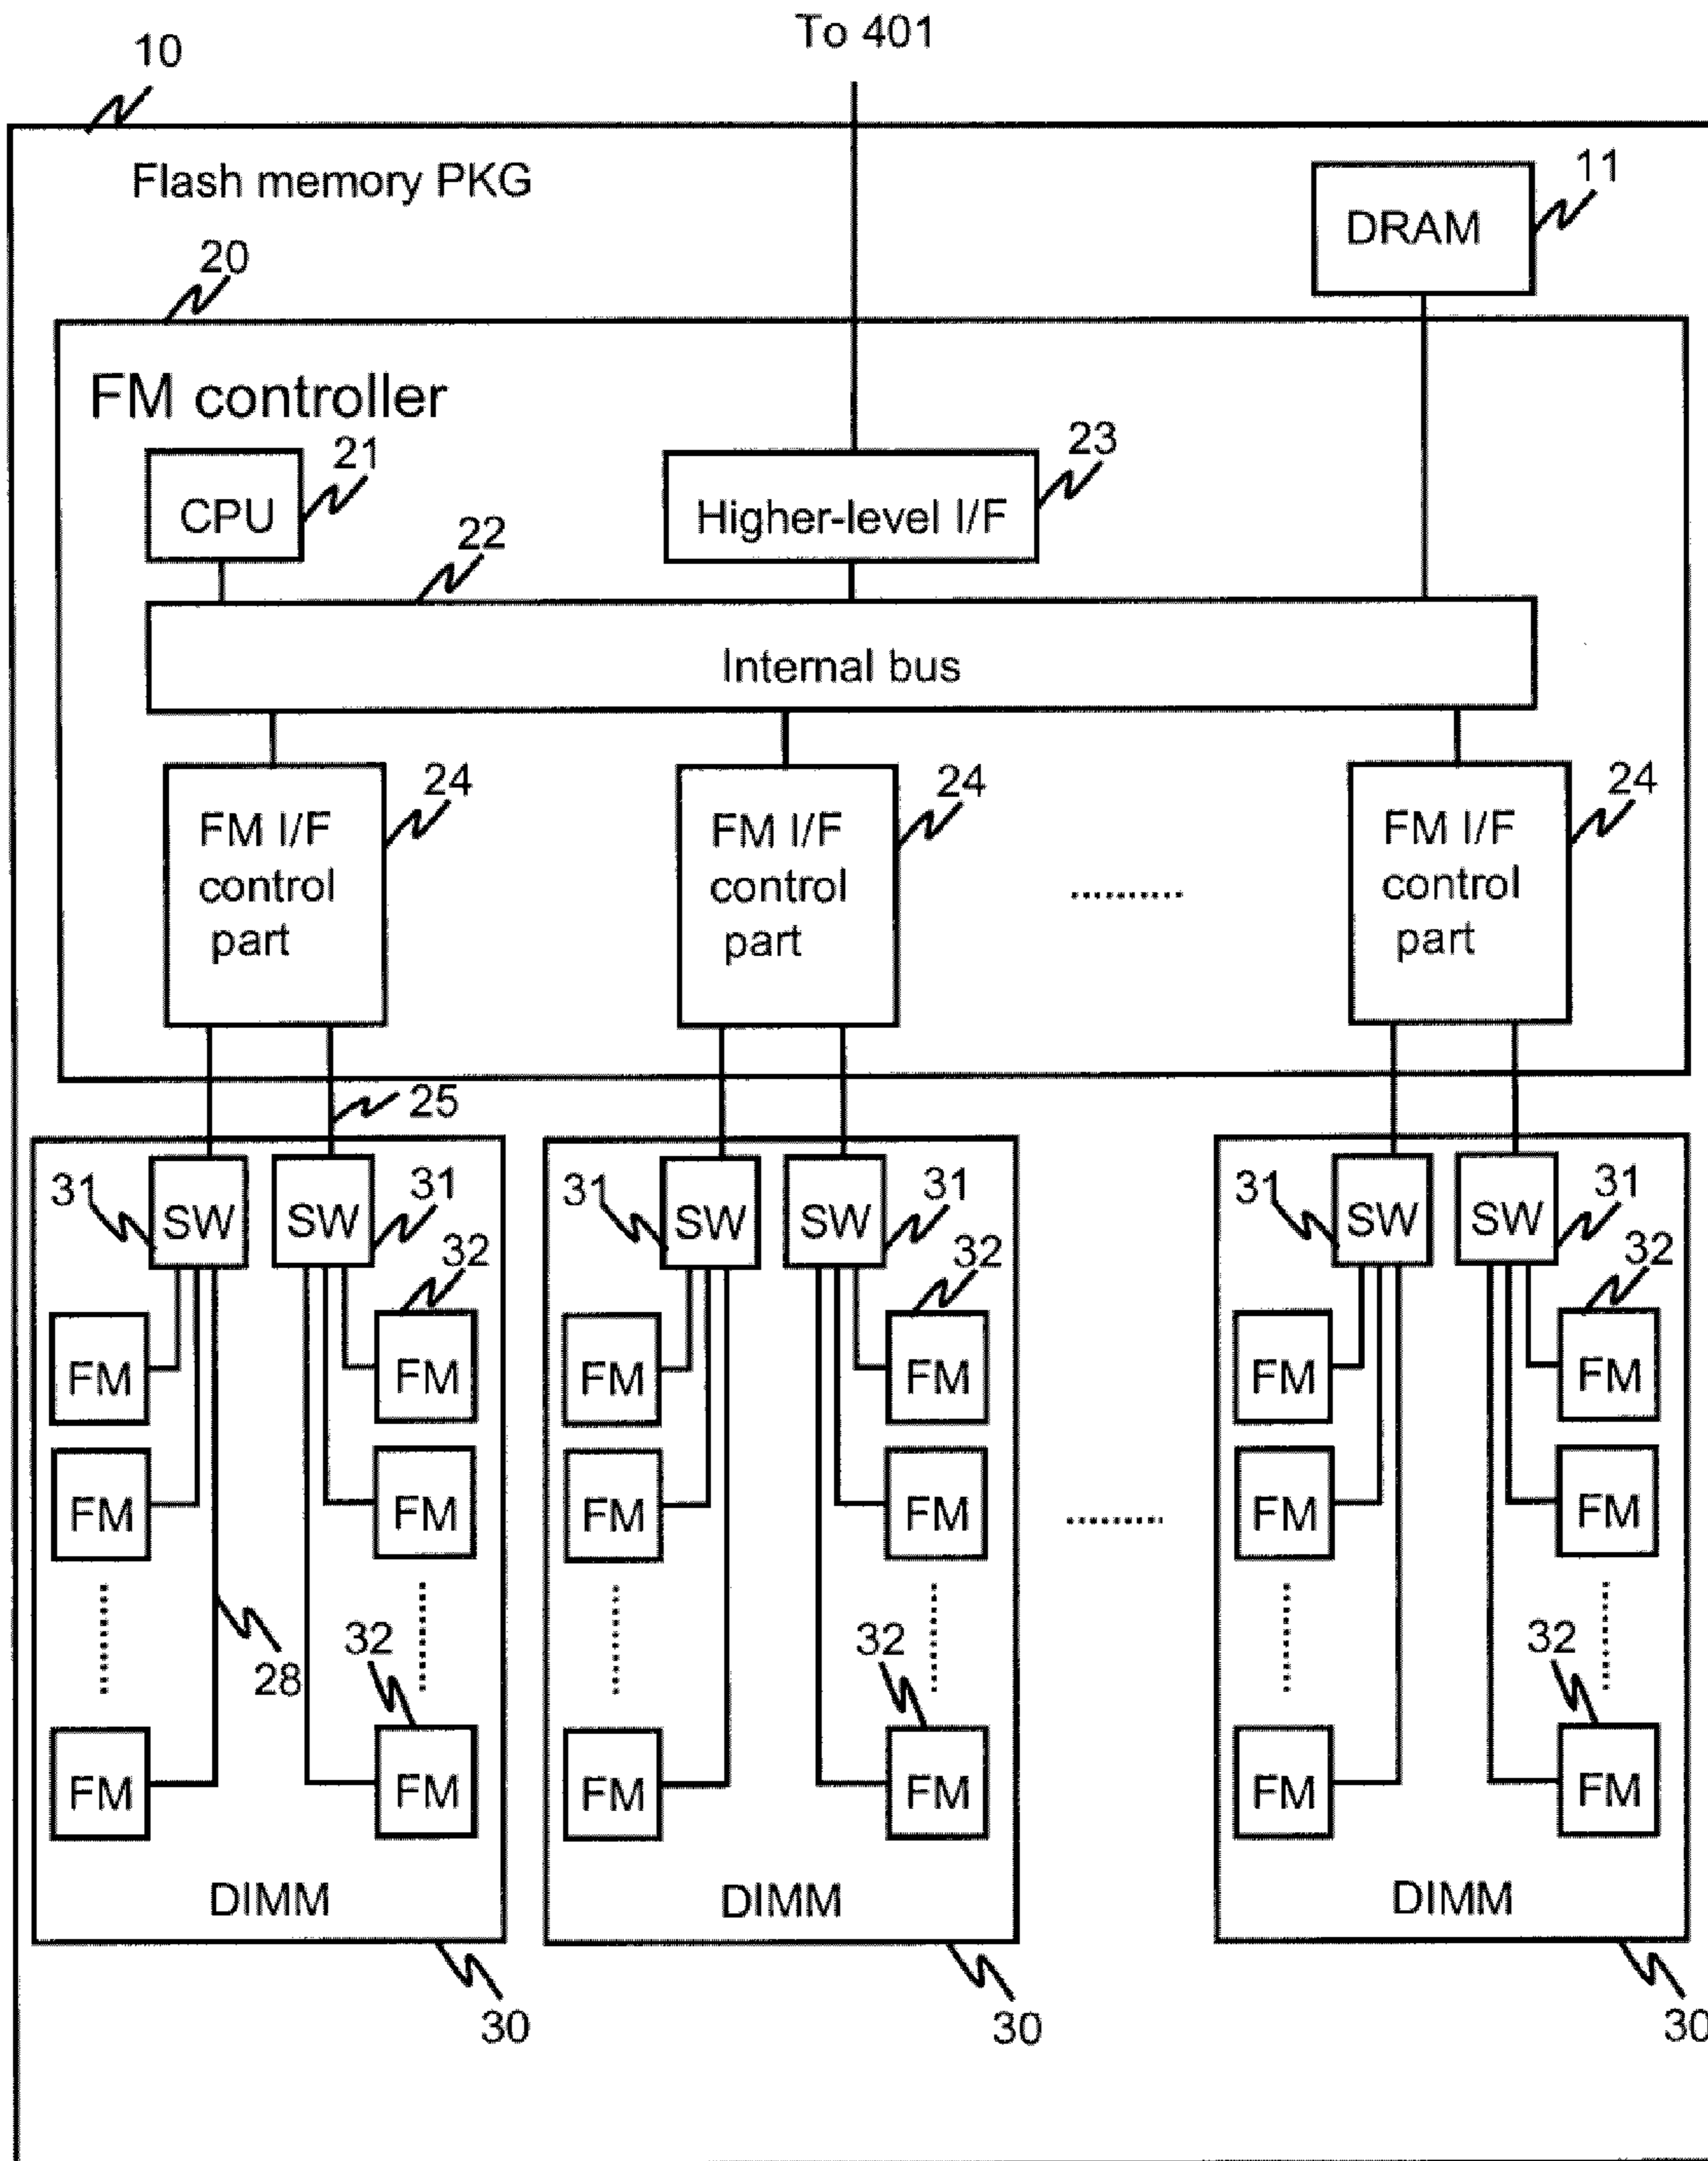 To 401
10
Flash memory PKG
11
DRAM
20
FM controller
21
CPU
23
Higher-level I/F
22
Internal bus
24
FM I/F
control
part
24
FM I/F
control
part
24
FM I/F
control
part
25
31
SW
SW
31
32
FM
FM
FM
FM
28
32
FM
FM
DIMM
30
31
SW
SW
31
32
FM
FM
FM
FM
32
FM
FM
DIMM
30
31
SW
SW
31
32
FM
FM
FM
FM
32
FM
FM
DIMM
30